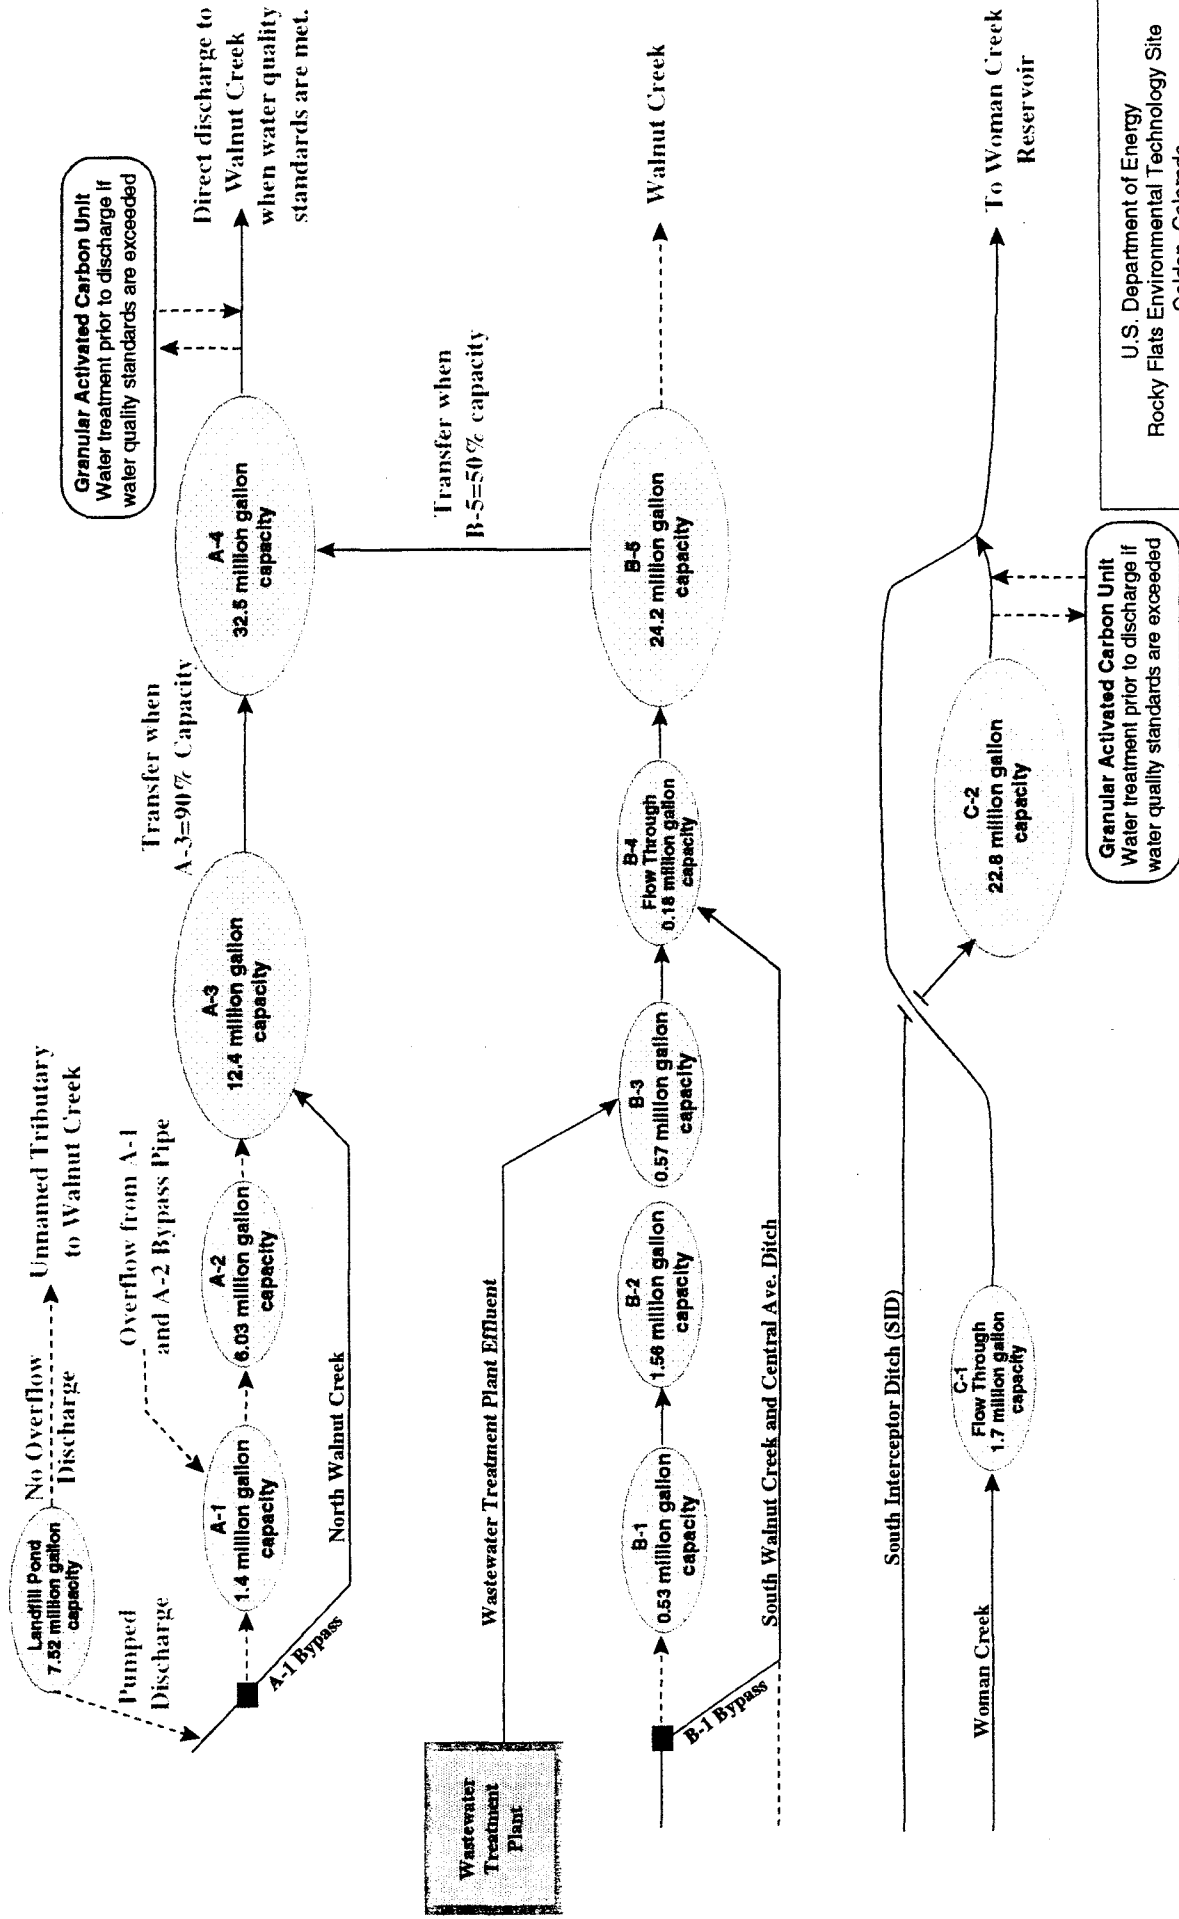 Landfill Pond
7.52 million gallon
capacity
No Overflow
Discharge
Unnamed Tributary
to Walnut Creek
Pumped
Discharge
Overflow from A-1
and A-2 Bypass Pipe
A-1
1.4 million gallon
capacity
A-2
6.03 million gallon
capacity
A-3
12.4 million gallon
capacity
Transfer when
A-3=90% Capacity
A-4
32.5 million gallon
capacity
Granular Activated Carbon Unit
Water treatment prior to discharge if
water quality standards are exceeded
Direct discharge to
Walnut Creek
when water quality
standards are met.
A-1 Bypass
North Walnut Creek
Transfer when
B-5=50% capacity
Wastewater
Treatment
Plant
Wastewater Treatment Plant Effluent
B-1
0.53 million gallon
capacity
B-2
1.56 million gallon
capacity
B-3
0.57 million gallon
capacity
B-4
Flow Through
0.18 million gallon
capacity
B-5
24.2 million gallon
capacity
Walnut Creek
B-1 Bypass
South Walnut Creek and Central Ave. Ditch
South Interceptor Ditch (SID)
Woman Creek
C-1
Flow Through
1.7 million gallon
capacity
C-2
22.8 million gallon
capacity
To Woman Creek
Reservoir
Granular Activated Carbon Unit
Water treatment prior to discharge if
water quality standards are exceeded
U.S. Department of Energy
Rocky Flats Environmental Technology Site
Golden, Colorado